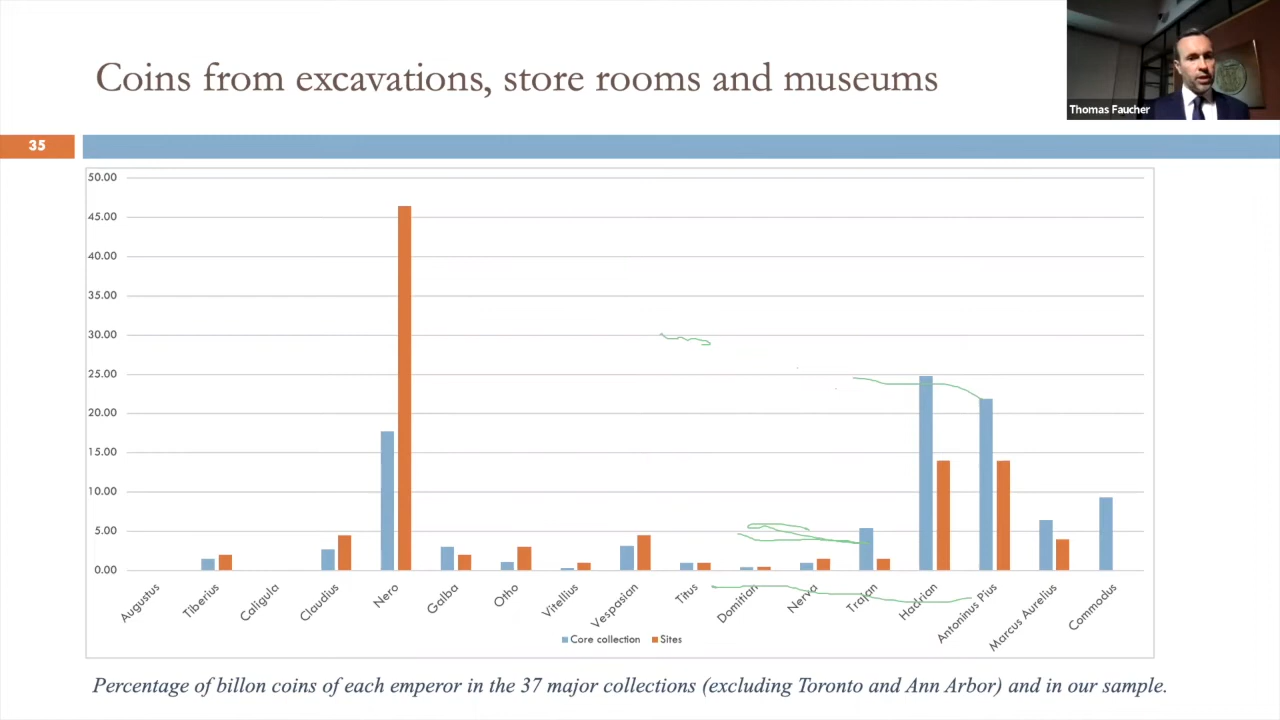 Coins from excavations, store rooms and museums
Thomas Faucher
35
50.00
45.00
40.00
35.00
30.00
25.00
20.00
15.00
10.00
5.00
0.00
Augustus
Tiberius
Caligula
Claudius
Nero
Galba
Otho
Vitellius
Vespasian
Titus
Domitian
Nerva
Trajan
Hadrian
Antoninus Pius
Marcus Aurelius
Commodus
Core collection Sites
Percentage of billon coins of each emperor in the 37 major collections (excluding Toronto and Ann Arbor) and in our sample.